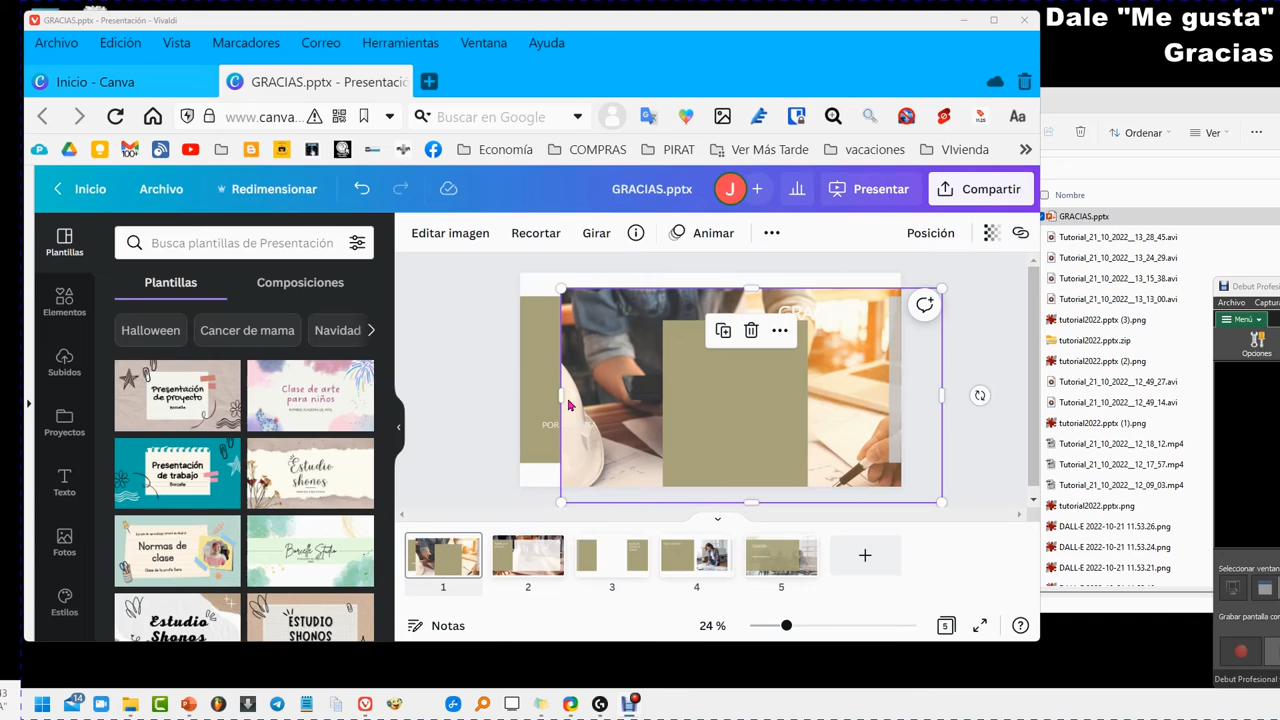 GRACIAS.pptx - Presentación - Vivaldi
Dale "Me gusta"
Gracias
Archivo Edición Vista Marcadores Correo Herramientas Ventana Ayuda
Inicio - Canva
GRACIAS.pptx - Presentació
www.canva...
Buscar en Google
Economía
COMPRAS
PIRAT
Ver Más Tarde
vacaciones
VIvienda
Inicio
Archivo
Redimensionar
GRACIAS.pptx
J
Presentar
Compartir
Plantillas
Elementos
Subidos
Proyectos
Texto
Fotos
Estilos
Busca plantillas de Presentación
Plantillas
Composiciones
Halloween
Cancer de mama
Navidad
Presentación de proyecto
Clase de arte
para niños
Presentación
de trabajo
Borcelle
Estudio
shonos
Normas de
clase
Borcelle Studio
Estudio
Shonos
ESTUDIO
SHONOS
Editar imagen
Recortar
Girar
Animar
Posición
GRA
POR
1
2
3
4
5
Notas
24 %
5
Ordenar
Ver
Nombre
GRACIAS.pptx
Tutorial_21_10_2022__13_28_45.avi
Tutorial_21_10_2022__13_24_29.avi
Tutorial_21_10_2022__13_15_38.avi
Tutorial_21_10_2022__13_13_00.avi
tutorial2022.pptx (3).png
tutorial2022.pptx.zip
tutorial2022.pptx (2).png
Tutorial_21_10_2022__12_49_27.avi
Tutorial_21_10_2022__12_49_14.avi
tutorial2022.pptx (1).png
Tutorial_21_10_2022__12_18_12.mp4
Tutorial_21_10_2022__12_17_57.mp4
Tutorial_21_10_2022__12_09_03.mp4
tutorial2022.pptx.png
DALL·E 2022-10-21 11.53.26.png
DALL·E 2022-10-21 11.53.24.png
DALL·E 2022-10-21 11.53.21.png
Debut Profesional
Archivo Captura
Menú
Opciones
Seleccionar ventan
Grabar pantalla con
Debut Profesional